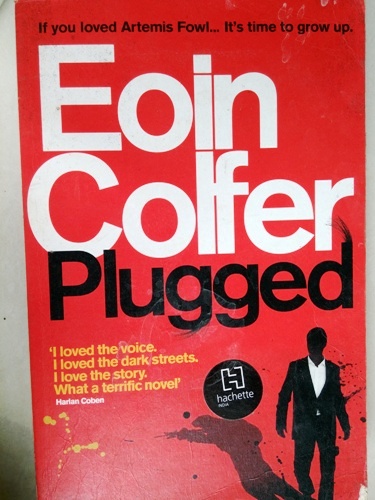 If you loved Artemis Fowl... It's time to grow up.
Eoin
Colfer
Plugged
'I loved the voice.
I loved the dark streets.
I love the story.
What a terrific novel'
Harlan Coben
H
hachette
INDIA